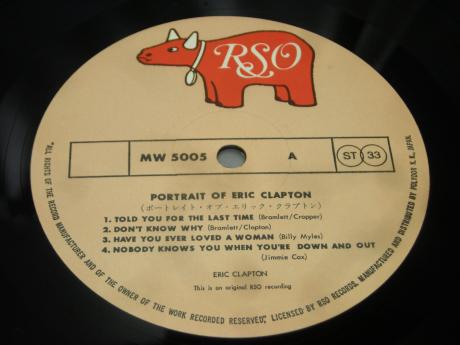 RSO
MW 5005 A ST 33
PORTRAIT OF ERIC CLAPTON
(ポートレイト・オブ・エリック・クラプトン)
1. TOLD YOU FOR THE LAST TIME (Bramlett/Cropper)
2. DON'T KNOW WHY (Bramlett/Clapton)
3. HAVE YOU EVER LOVED A WOMAN (Billy Myles)
4. NOBODY KNOWS YOU WHEN YOU'RE DOWN AND OUT
(Jimmie Cox)
ERIC CLAPTON
This is an original RSO recording
"ALL RIGHTS OF THE RECORD MANUFACTURER AND OF THE OWNER OF THE WORK RECORDED RESERVED", LICENSED BY RSO RECORDS, MANUFACTURED AND DISTRIBUTED BY POLYDOR K.K., JAPAN